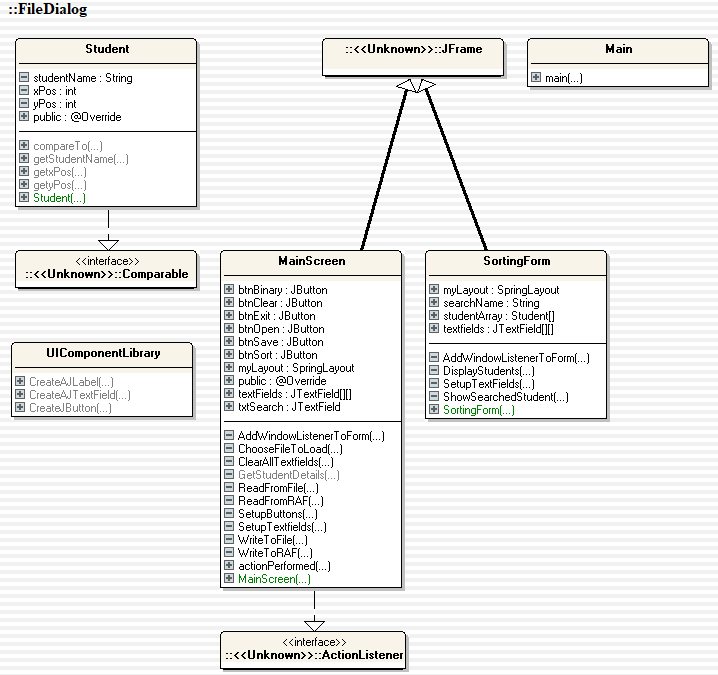 ::FileDialog
Student
studentName : String
xPos : int
yPos : int
public : @Override
compareTo(...)
getStudentName(...)
getxPos(...)
getyPos(...)
Student(...)
<<interface>>
::<<Unknown>>::Comparable
UIComponentLibrary
CreateAJLabel(...)
CreateAJTextField(...)
CreateJButton(...)
::<<Unknown>>::JFrame
Main
main(...)
MainScreen
btnBinary : JButton
btnClear : JButton
btnExit : JButton
btnOpen : JButton
btnSave : JButton
btnSort : JButton
myLayout : SpringLayout
public : @Override
textFields : JTextField[][]
txtSearch : JTextField
AddWindowListenerToForm(...)
ChooseFileToLoad(...)
ClearAllTextfields(...)
GetStudentDetails(...)
ReadFromFile(...)
ReadFromRAF(...)
SetupButtons(...)
SetupTextfields(...)
WriteToFile(...)
WriteToRAF(...)
actionPerformed(...)
MainScreen(...)
SortingForm
myLayout : SpringLayout
searchName : String
studentArray : Student[]
textfields : JTextField[][]
AddWindowListenerToForm(...)
DisplayStudents(...)
SetupTextFields(...)
ShowSearchedStudent(...)
SortingForm(...)
<<interface>>
::<<Unknown>>::ActionListener